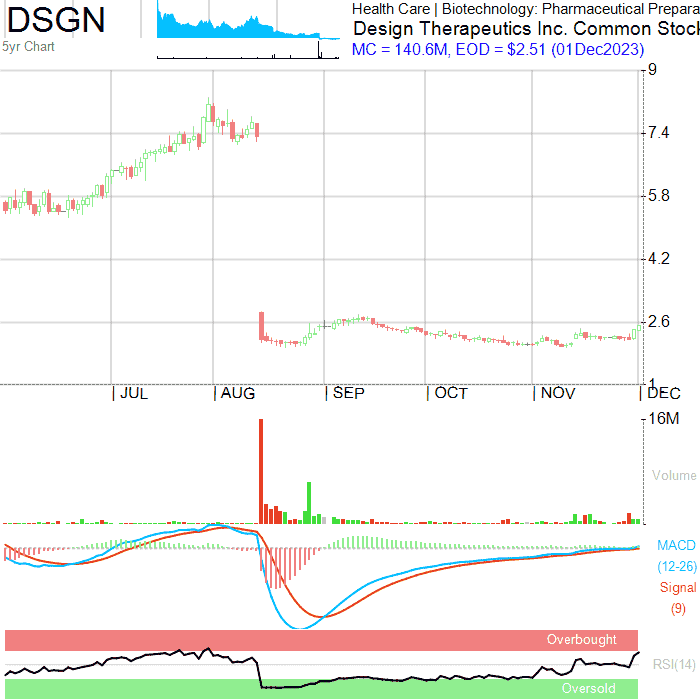 DSGN
5yr Chart
Health Care | Biotechnology: Pharmaceutical Prepara
Design Therapeutics Inc. Common Stock
MC = 140.6M, EOD = $2.51 (01Dec2023)
9
7.4
5.8
4.2
2.6
1
| JUL | AUG | SEP | OCT | NOV | DEC
16M
Volume
MACD
(12-26)
Signal
(9)
Overbought
RSI(14)
Oversold